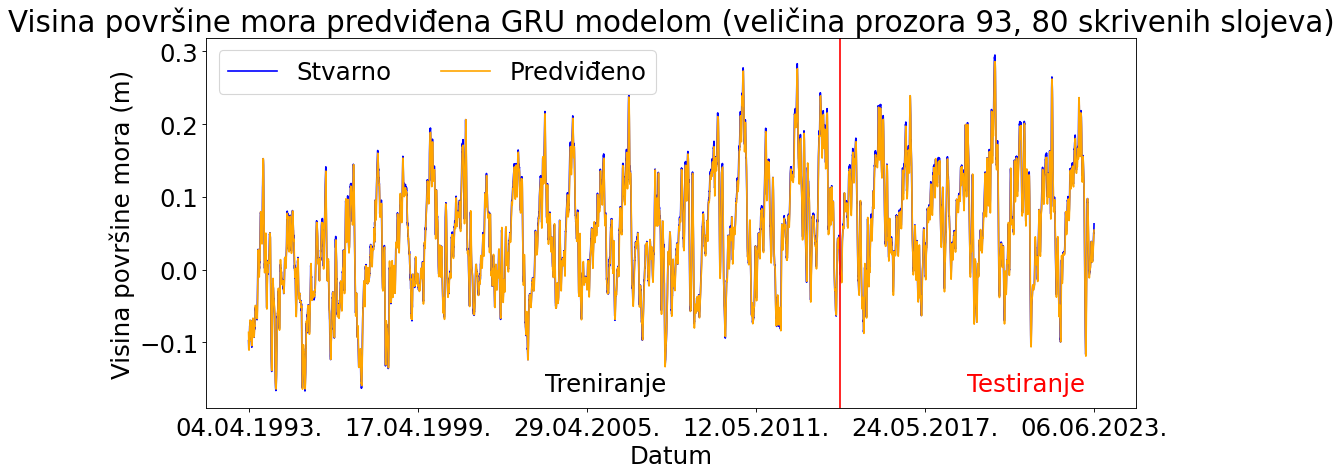 Visina površine mora predviđena GRU modelom (veličina prozora 93, 80 skrivenih slojeva)
Stvarno Predviđeno
Visina površine mora (m)
0.3
0.2
0.1
0.0
−0.1
Treniranje Testiranje
04.04.1993. 17.04.1999. 29.04.2005. 12.05.2011. 24.05.2017. 06.06.2023.
Datum